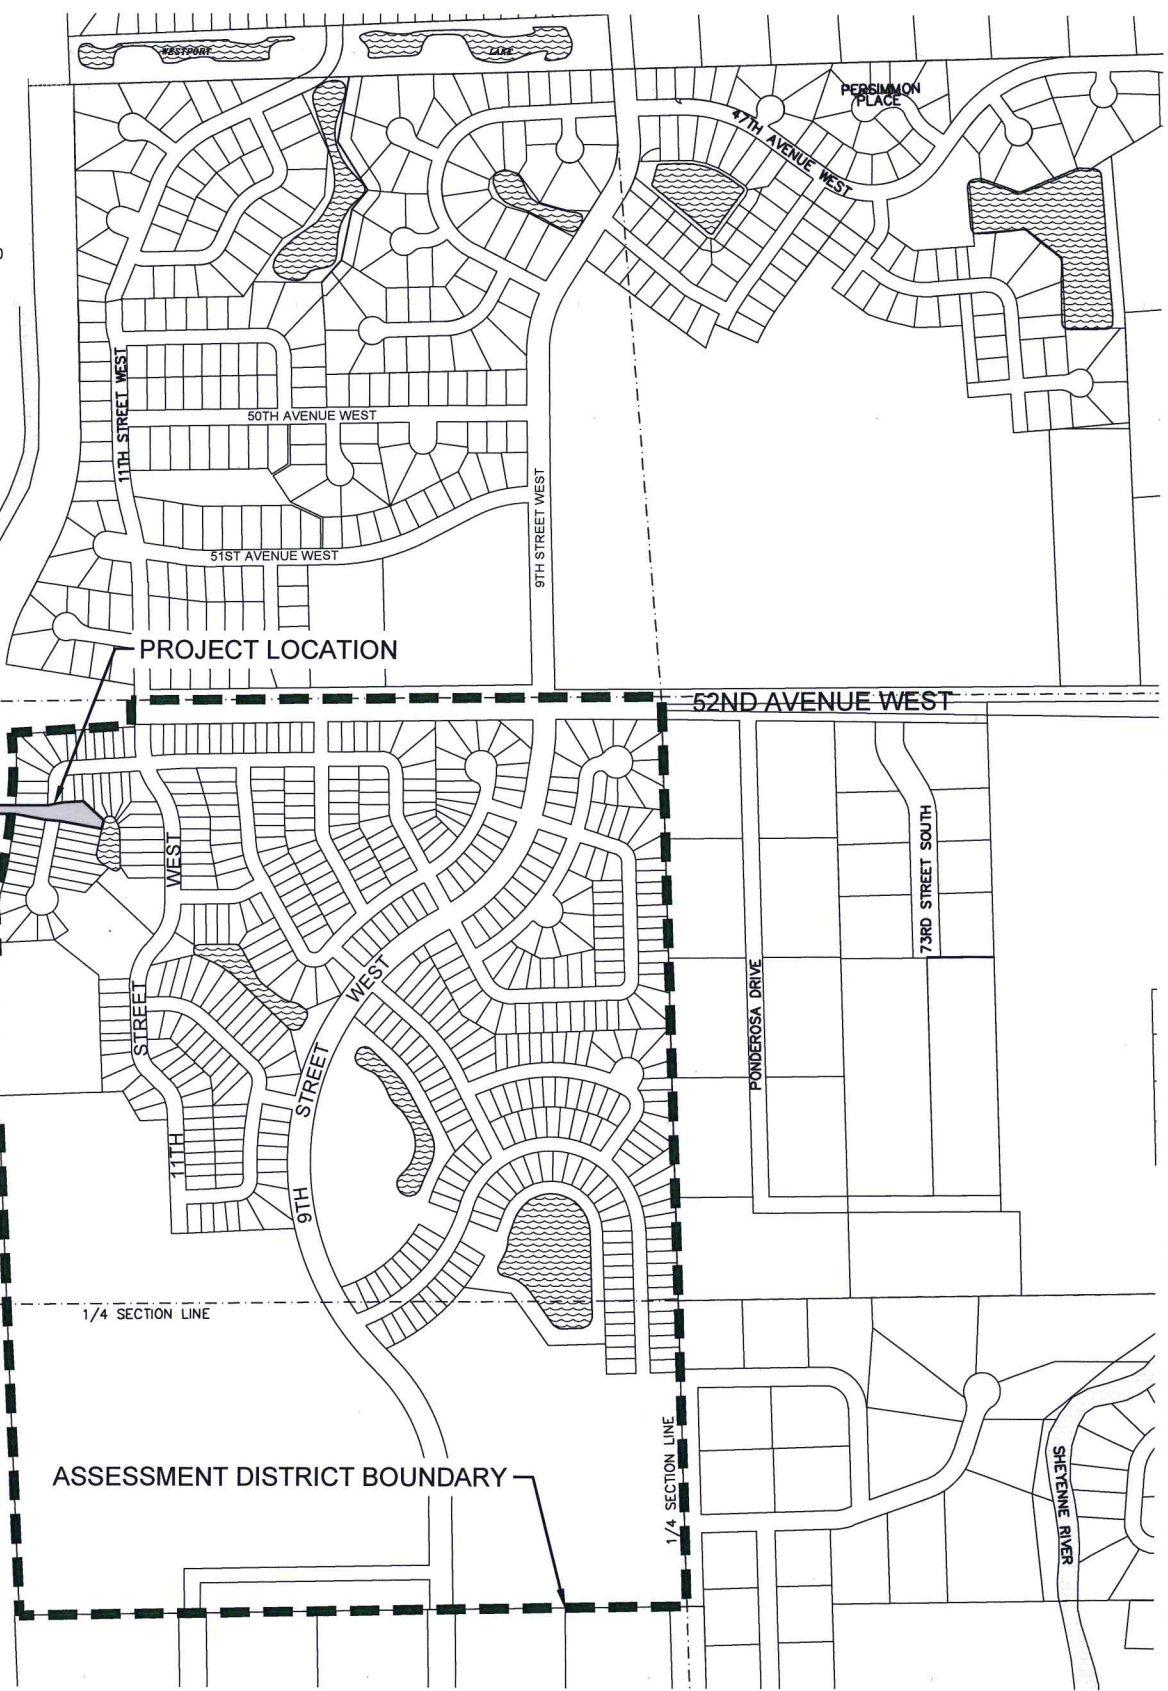 WESTPORT
LAKE
PERSIMMON
PLACE
47TH AVENUE WEST
11TH STREET WEST
50TH AVENUE WEST
9TH STREET WEST
51ST AVENUE WEST
PROJECT LOCATION
52ND AVENUE WEST
11TH STREET WEST
9TH STREET WEST
73RD STREET SOUTH
PONDEROSA DRIVE
1/4 SECTION LINE
1/4 SECTION LINE
ASSESSMENT DISTRICT BOUNDARY
SHEYENNE RIVER